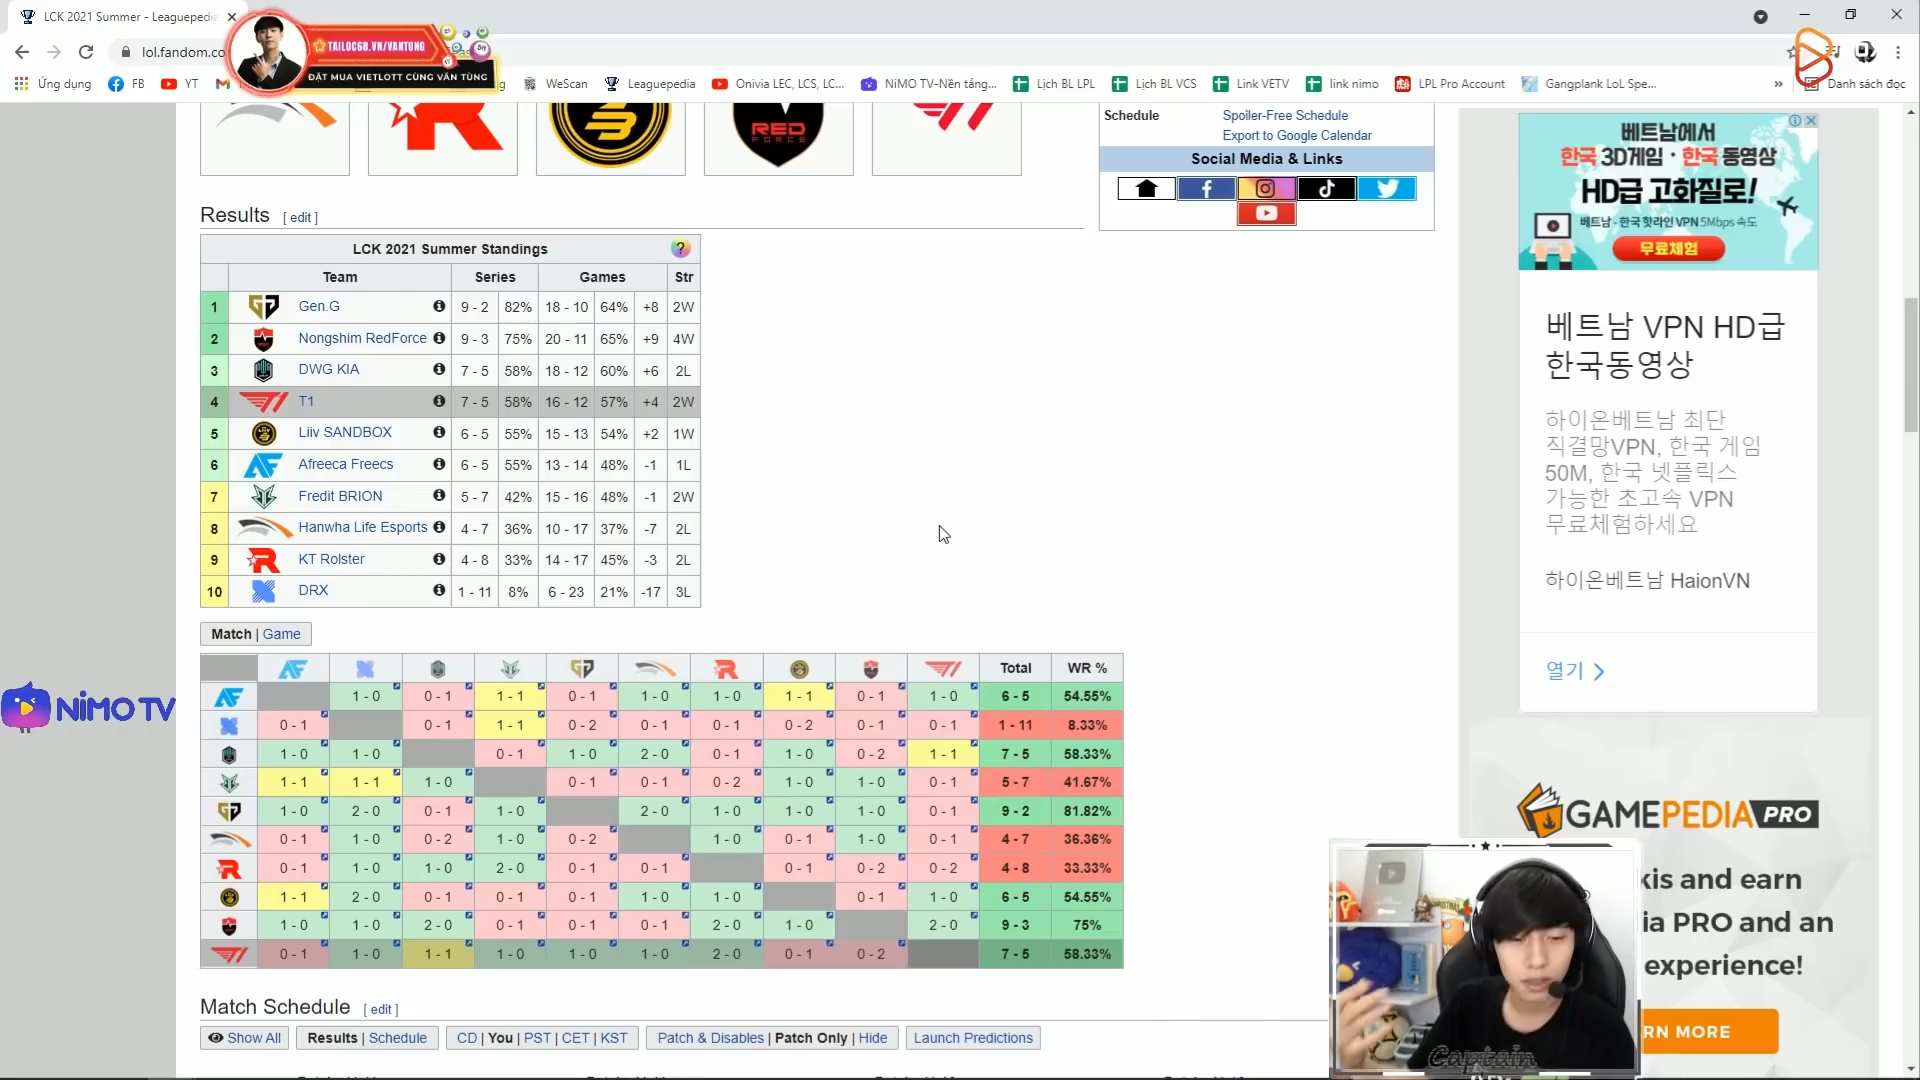 LCK 2021 Summer - Leaguepedia
lol.fandom.co
TAILOC68.VN/VANTUNG
ĐẶT MUA VIETLOTT CÙNG VĂN TÙNG
Ứng dụng
FB
YT
WeScan
Leaguepedia
Onivia LEC, LCS, LC...
NiMO TV-Nền tảng...
Lịch BL LPL
Lịch BL VCS
Link VETV
link nimo
LPL Pro Account
Gangplank LoL Spe...
»
Danh sách đọc
RED
FORCE
Schedule
Spoiler-Free Schedule
Export to Google Calendar
Social Media & Links
Results [ edit ]
LCK 2021 Summer Standings ?
Team Series Games Str
1 Gen.G 9 - 2 82% 18 - 10 64% +8 2W
2 Nongshim RedForce 9 - 3 75% 20 - 11 65% +9 4W
3 DWG KIA 7 - 5 58% 18 - 12 60% +6 2L
4 T1 7 - 5 58% 16 - 12 57% +4 2W
5 Liiv SANDBOX 6 - 5 55% 15 - 13 54% +2 1W
6 Afreeca Freecs 6 - 5 55% 13 - 14 48% -1 1L
7 Fredit BRION 5 - 7 42% 15 - 16 48% -1 2W
8 Hanwha Life Esports 4 - 7 36% 10 - 17 37% -7 2L
9 KT Rolster 4 - 8 33% 14 - 17 45% -3 2L
10 DRX 1 - 11 8% 6 - 23 21% -17 3L
Match | Game
Total WR %
1 - 0 0 - 1 1 - 1 0 - 1 1 - 0 1 - 0 1 - 1 0 - 1 1 - 0 6 - 5 54.55%
0 - 1 0 - 1 1 - 1 0 - 2 0 - 1 0 - 1 0 - 2 0 - 1 0 - 1 1 - 11 8.33%
1 - 0 1 - 0 0 - 1 1 - 0 2 - 0 0 - 1 1 - 0 0 - 2 1 - 1 7 - 5 58.33%
1 - 1 1 - 1 1 - 0 0 - 1 0 - 1 0 - 2 1 - 0 1 - 0 0 - 1 5 - 7 41.67%
1 - 0 2 - 0 0 - 1 1 - 0 2 - 0 1 - 0 1 - 0 1 - 0 0 - 1 9 - 2 81.82%
0 - 1 1 - 0 0 - 2 1 - 0 0 - 2 1 - 0 0 - 1 1 - 0 0 - 1 4 - 7 36.36%
0 - 1 1 - 0 1 - 0 2 - 0 0 - 1 0 - 1 0 - 1 0 - 2 0 - 2 4 - 8 33.33%
1 - 1 2 - 0 0 - 1 0 - 1 0 - 1 1 - 0 1 - 0 0 - 1 1 - 0 6 - 5 54.55%
1 - 0 1 - 0 2 - 0 0 - 1 0 - 1 0 - 1 2 - 0 1 - 0 2 - 0 9 - 3 75%
0 - 1 1 - 0 1 - 1 1 - 0 1 - 0 1 - 0 2 - 0 0 - 1 0 - 2 7 - 5 58.33%
Match Schedule [ edit ]
Show All
Results | Schedule
CD | You | PST | CET | KST
Patch & Disables | Patch Only | Hide
Launch Predictions
NiMO TV
베트남에서
한국 3D게임 · 한국 동영상
HD급 고화질로!
베트남 - 한국 핫라인 VPN 5Mbps 속도
무료체험
베트남 VPN HD급
한국동영상
하이온베트남 최단
직결망VPN, 한국 게임
50M, 한국 넷플릭스
가능한 초고속 VPN
무료체험하세요
하이온베트남 HaionVN
열기
GAMEPEDIA PRO
kis and earn
ia PRO and an
experience!
RN MORE
Captain